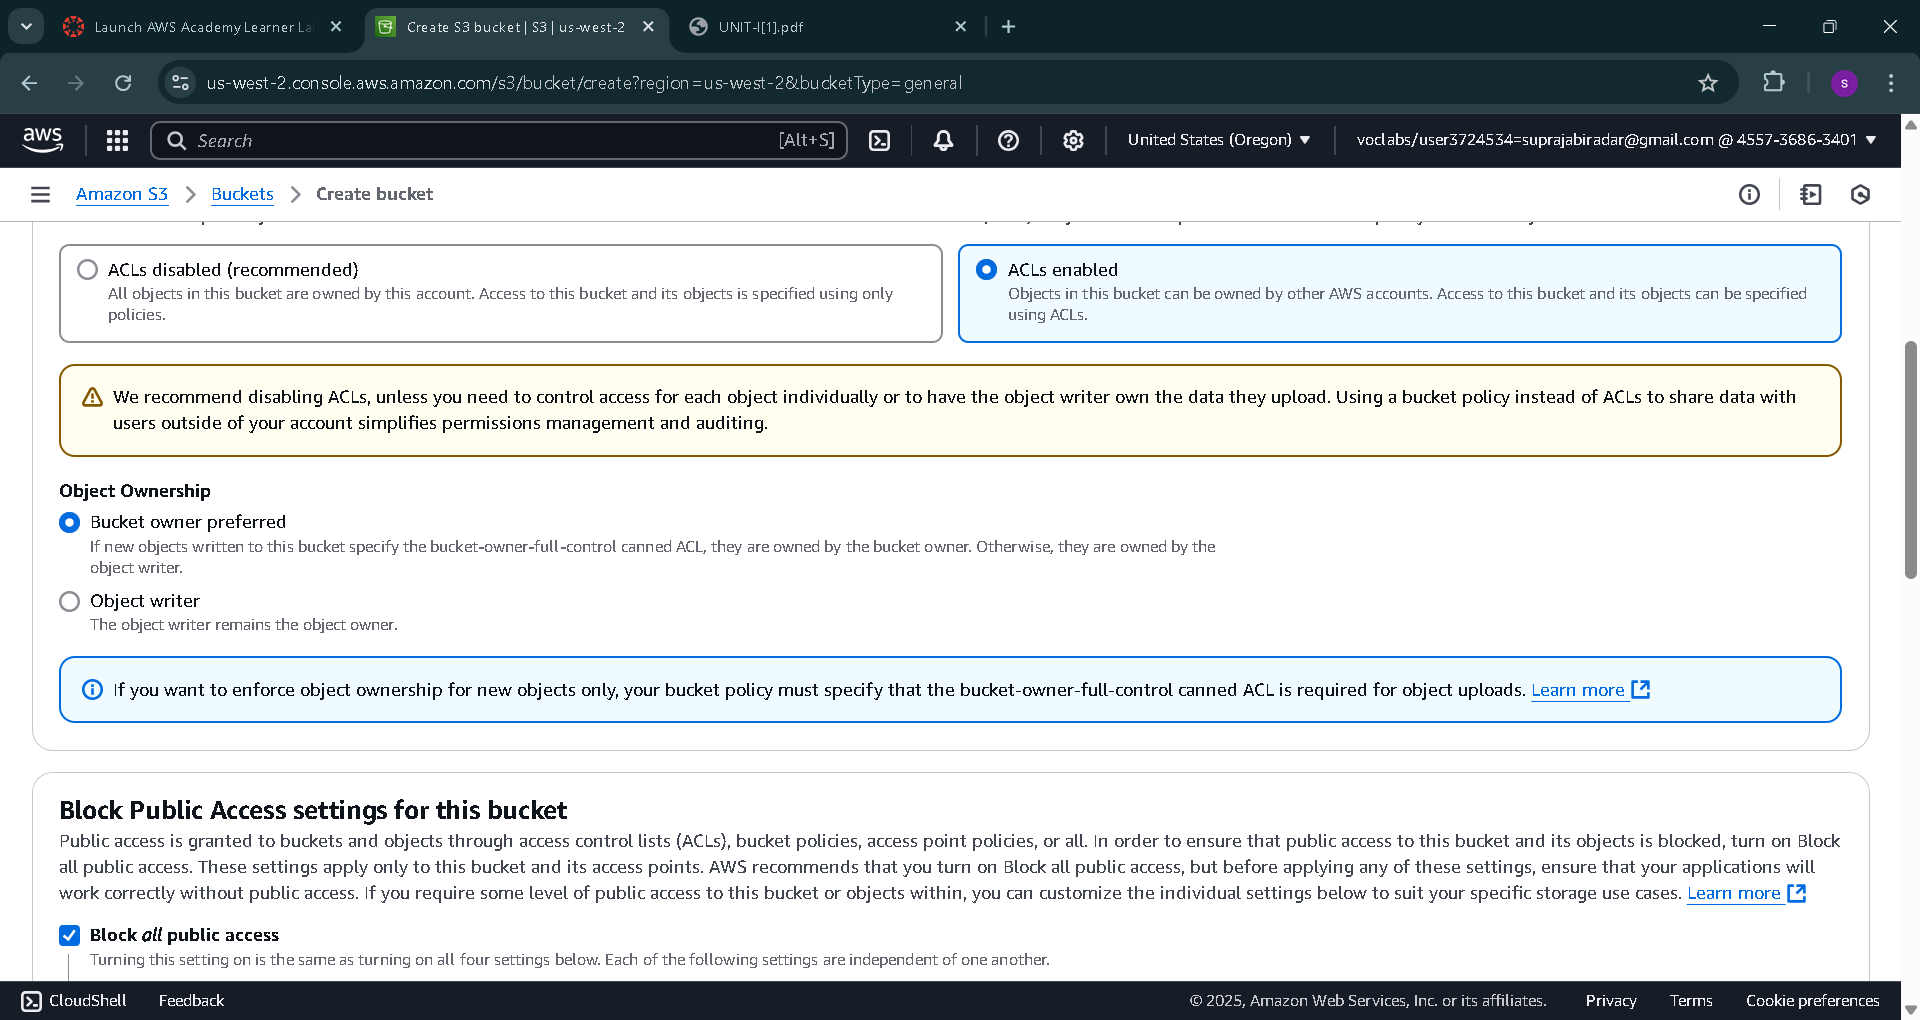 Launch AWS Academy Learner La
Create S3 bucket | S3 | us-west-2
UNIT-I[1].pdf
us-west-2.console.aws.amazon.com/s3/bucket/create?region=us-west-2&bucketType=general
s
aws
Search
[Alt+S]
United States (Oregon)
voclabs/user3724534=suprajabiradar@gmail.com @ 4557-3686-3401
Amazon S3
Buckets
Create bucket
ACLs disabled (recommended)
All objects in this bucket are owned by this account. Access to this bucket and its objects is specified using only
policies.
ACLs enabled
Objects in this bucket can be owned by other AWS accounts. Access to this bucket and its objects can be specified
using ACLs.
We recommend disabling ACLs, unless you need to control access for each object individually or to have the object writer own the data they upload. Using a bucket policy instead of ACLs to share data with
users outside of your account simplifies permissions management and auditing.
Object Ownership
Bucket owner preferred
If new objects written to this bucket specify the bucket-owner-full-control canned ACL, they are owned by the bucket owner. Otherwise, they are owned by the
object writer.
Object writer
The object writer remains the object owner.
If you want to enforce object ownership for new objects only, your bucket policy must specify that the bucket-owner-full-control canned ACL is required for object uploads. Learn more
Block Public Access settings for this bucket
Public access is granted to buckets and objects through access control lists (ACLs), bucket policies, access point policies, or all. In order to ensure that public access to this bucket and its objects is blocked, turn on Block
all public access. These settings apply only to this bucket and its access points. AWS recommends that you turn on Block all public access, but before applying any of these settings, ensure that your applications will
work correctly without public access. If you require some level of public access to this bucket or objects within, you can customize the individual settings below to suit your specific storage use cases. Learn more
Block all public access
Turning this setting on is the same as turning on all four settings below. Each of the following settings are independent of one another.
CloudShell
Feedback
© 2025, Amazon Web Services, Inc. or its affiliates.
Privacy
Terms
Cookie preferences